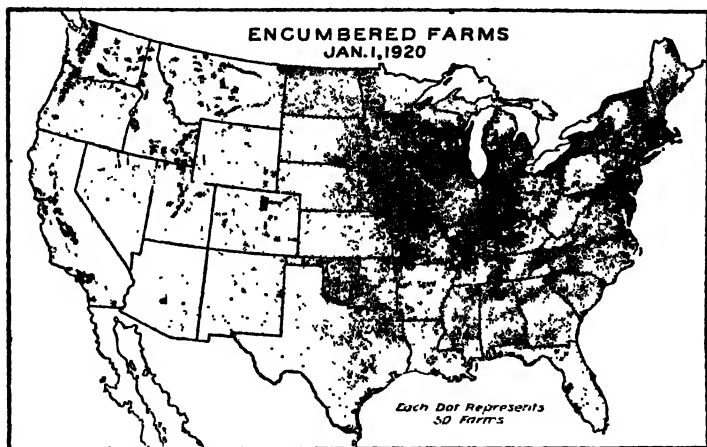 ENCUMBERED FARMS
JAN. 1, 1920
Each Dot Represents
50 Farms